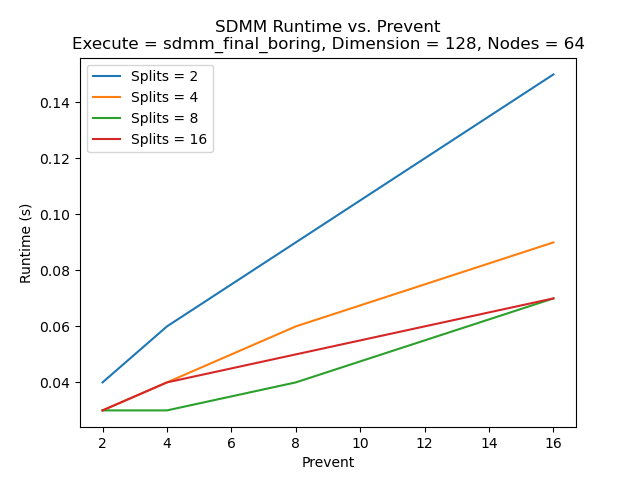 SDMM Runtime vs. Prevent
Execute = sdmm_final_boring, Dimension = 128, Nodes = 64
Splits = 2
Splits = 4
Splits = 8
Splits = 16
0.14
0.12
0.10
0.08
0.06
0.04
Runtime (s)
2 4 6 8 10 12 14 16
Prevent